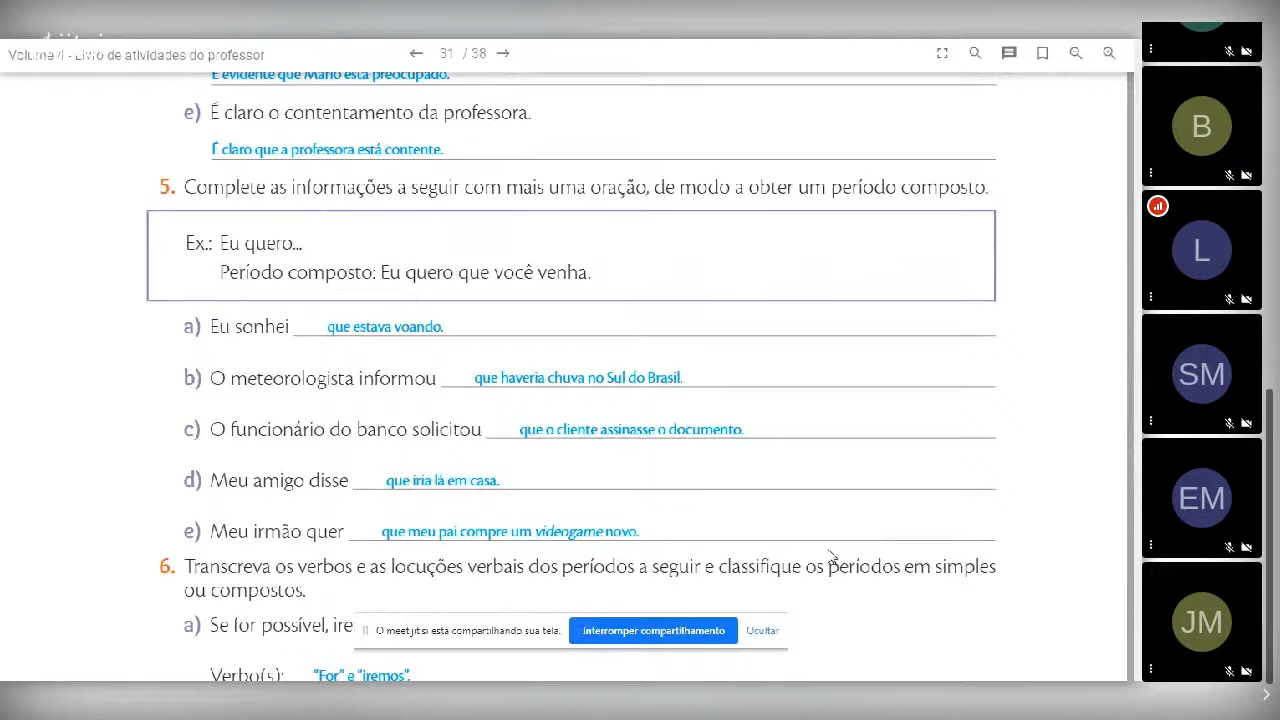 Volume 4 - Livro de atividades do professor
31 / 38
É evidente que Mário está preocupado.
e) É claro o contentamento da professora.
É claro que a professora está contente.
5. Complete as informações a seguir com mais uma oração, de modo a obter um período composto.
Ex.: Eu quero...
Período composto: Eu quero que você venha.
a) Eu sonhei que estava voando.
b) O meteorologista informou que haveria chuva no Sul do Brasil.
c) O funcionário do banco solicitou que o cliente assinasse o documento.
d) Meu amigo disse que iria lá em casa.
e) Meu irmão quer que meu pai compre um videogame novo.
6. Transcreva os verbos e as locuções verbais dos períodos a seguir e classifique os períodos em simples
ou compostos.
a) Se for possível, ire
O meet.jit.si está compartilhando sua tela.
Interromper compartilhamento
Ocultar
Verbo(s): "For" e "iremos".
B
L
SM
EM
JM